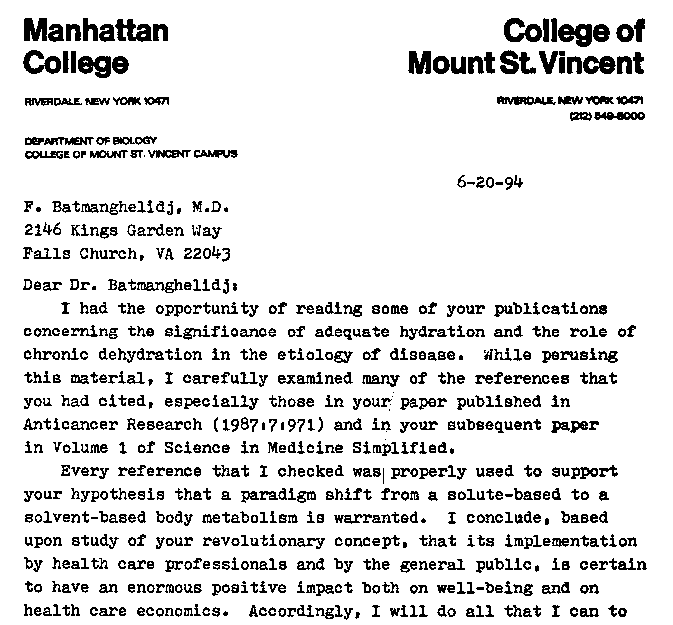 Manhattan College of
College Mount St. Vincent
RIVERDALE, NEW YORK 10471 RIVERDALE, NEW YORK 10471
(212) 549-8000
DEPARTMENT OF BIOLOGY
COLLEGE OF MOUNT ST. VINCENT CAMPUS
6-20-94
F. Batmanghelidj, M.D.
2146 Kings Garden Way
Falls Church, VA 22043
Dear Dr. Batmanghelidj:
I had the opportunity of reading some of your publications
concerning the significance of adequate hydration and the role of
chronic dehydration in the etiology of disease. While perusing
this material, I carefully examined many of the references that
you had cited, especially those in your paper published in
Anticancer Research (1987:7:971) and in your subsequent paper
in Volume 1 of Science in Medicine Simplified.
Every reference that I checked was properly used to support
your hypothesis that a paradigm shift from a solute-based to a
solvent-based body metabolism is warranted. I conclude, based
upon study of your revolutionary concept, that its implementation
by health care professionals and by the general public, is certain
to have an enormous positive impact both on well-being and on
health care economics. Accordingly, I will do all that I can to